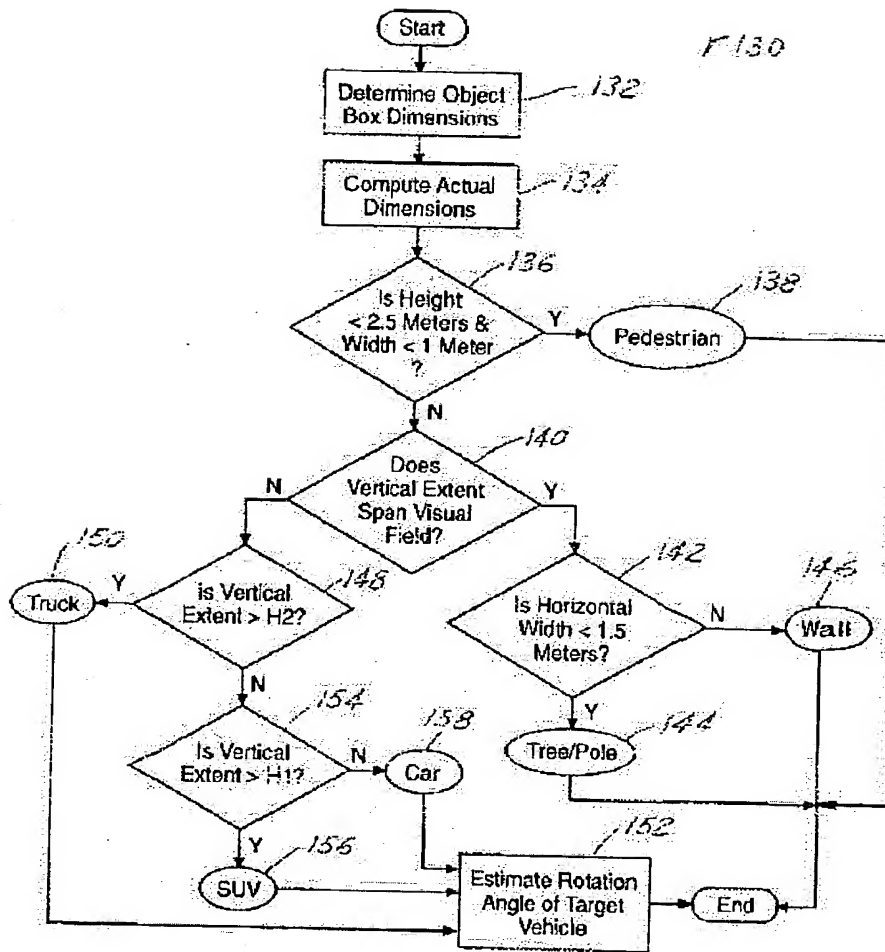 Start
130
Determine Object
Box Dimensions
132
Compute Actual
Dimensions
134
136
Is Height
< 2.5 Meters &
Width < 1 Meter
?
Y
138
Pedestrian
N
140
Does
Vertical Extent
Span Visual
Field?
N
Y
150
Truck
Y
148
is Vertical
Extent > H2?
142
Is Horizontal
Width < 1.5
Meters?
N
146
Wall
N
154
Is Vertical
Extent > H1?
N
158
Car
Y
144
Tree/Pole
Y
156
SUV
152
Estimate Rotation
Angle of Target
Vehicle
End